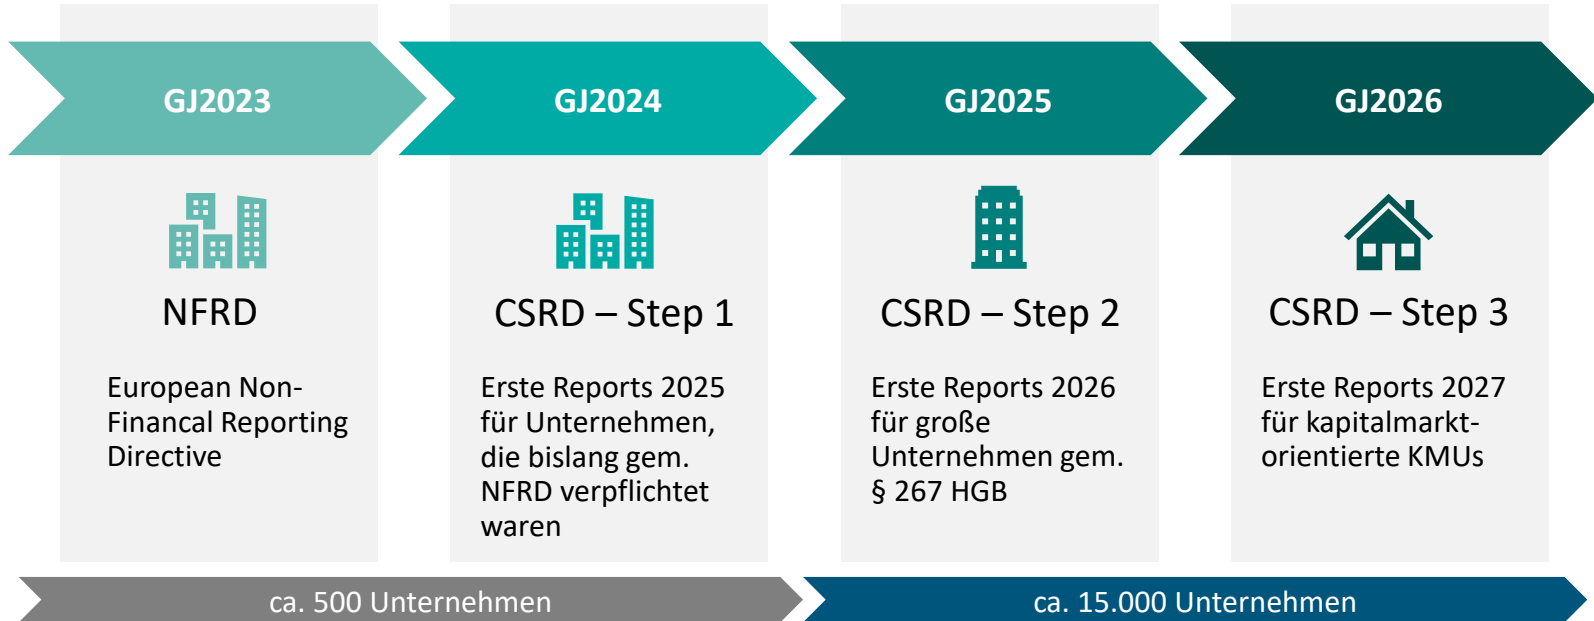 GJ2023
GJ2024
GJ2025
GJ2026
NFRD
European Non-
Financal Reporting
Directive
CSRD – Step 1
Erste Reports 2025
für Unternehmen,
die bislang gem.
NFRD verpflichtet
waren
CSRD – Step 2
Erste Reports 2026
für große
Unternehmen gem.
§ 267 HGB
CSRD – Step 3
Erste Reports 2027
für kapitalmarkt-
orientierte KMUs
ca. 500 Unternehmen
ca. 15.000 Unternehmen